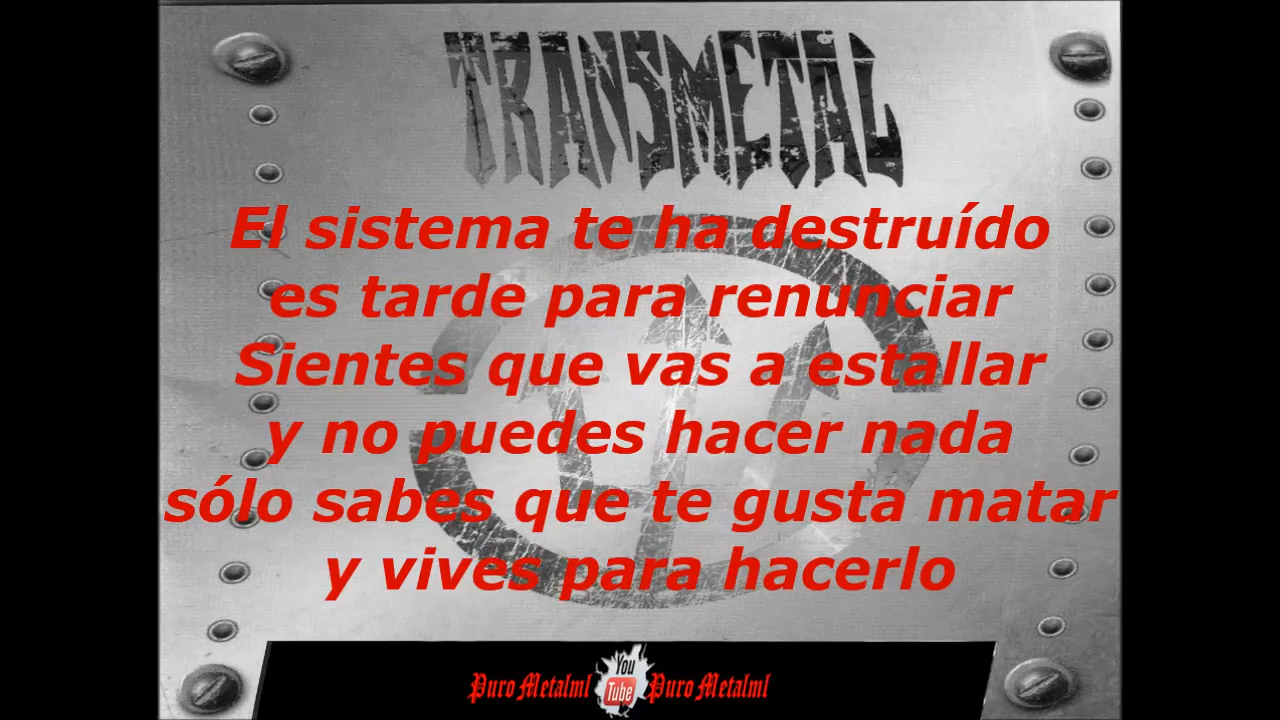 TRANSMETAL
El sistema te ha destruído
es tarde para renunciar
Sientes que vas a estallar
y no puedes hacer nada
sólo sabes que te gusta matar
y vives para hacerlo
Puro Metalml You Tube Puro Metalml